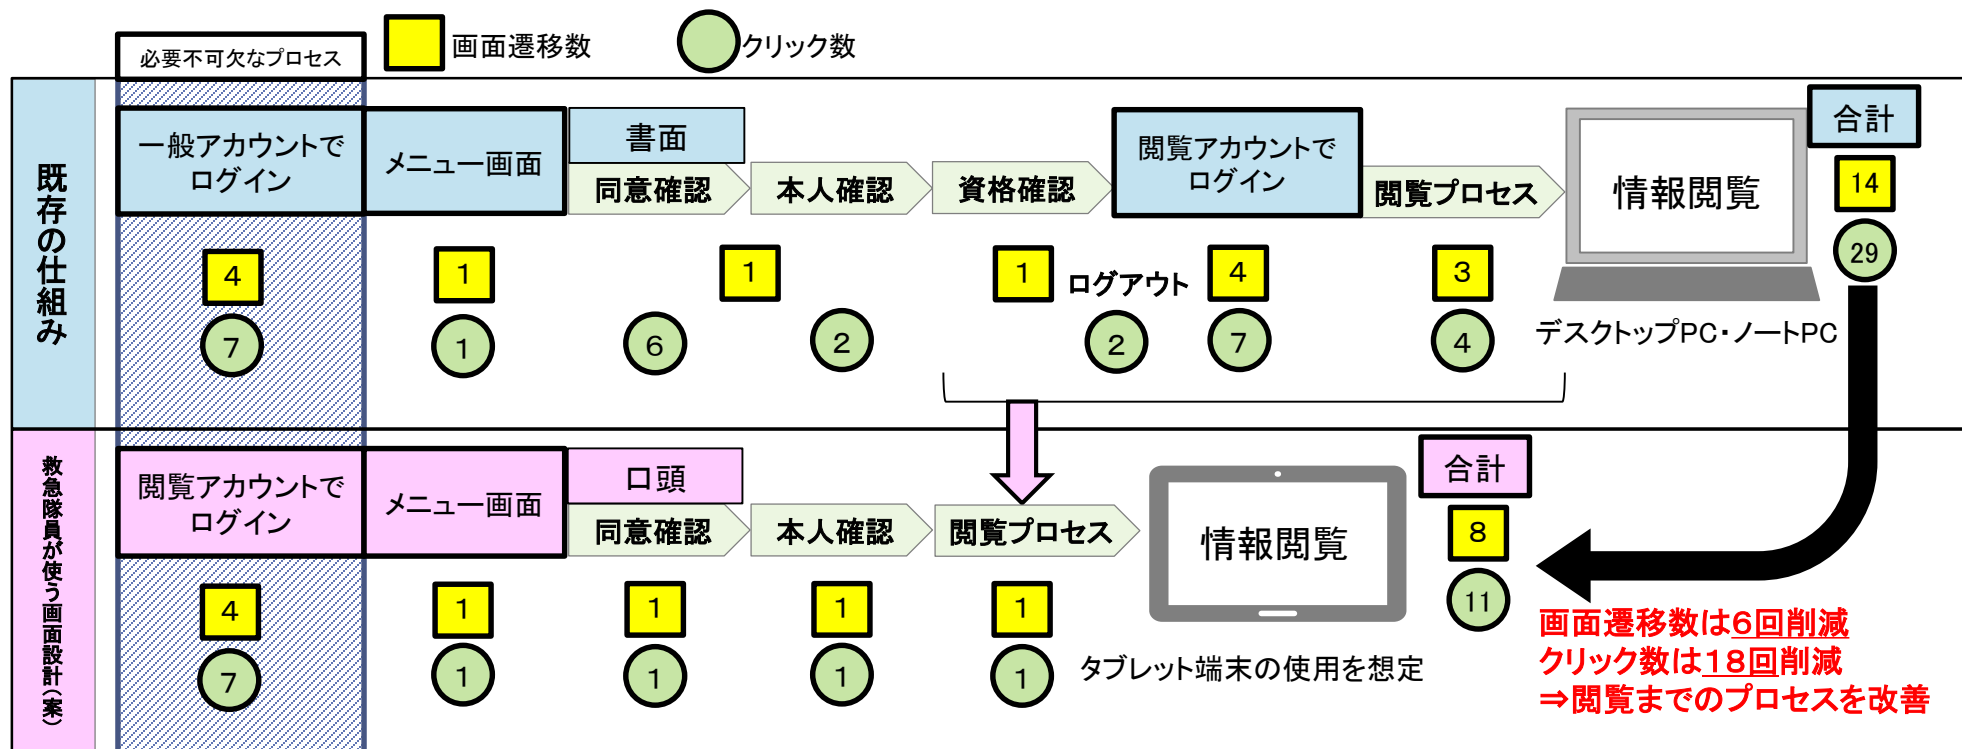 必要不可欠なプロセス
画面遷移数
クリック数
既存の仕組み
一般アカウントで
ログイン
メニュー画面
書面
同意確認
本人確認
資格確認
閲覧アカウントで
ログイン
閲覧プロセス
情報閲覧
合計
14
29
4
1
1
1
ログアウト
4
3
7
1
6
2
2
7
4
デスクトップPC・ノートPC
救急隊員が使う画面設計(案)
閲覧アカウントで
ログイン
メニュー画面
口頭
同意確認
本人確認
閲覧プロセス
情報閲覧
合計
8
11
4
1
1
1
1
7
1
1
1
1
タブレット端末の使用を想定
画面遷移数は6回削減
クリック数は18回削減
⇒閲覧までのプロセスを改善